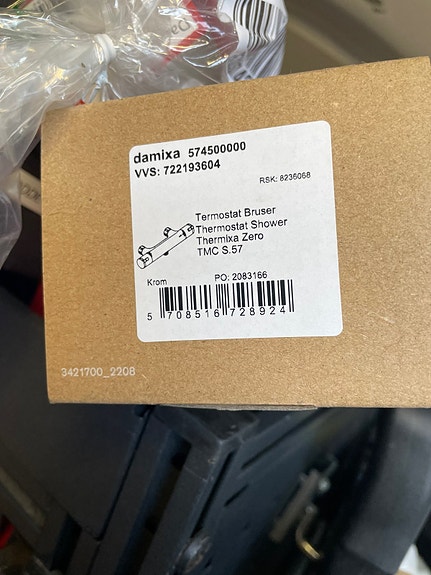 damixa 574500000
VVS: 722193604
RSK: 8236068
Termostat Bruser
Thermostat Shower
Thermixa Zero
TMC S.57
Krom
PO: 2083166
5 708516 728924
3421700_2208